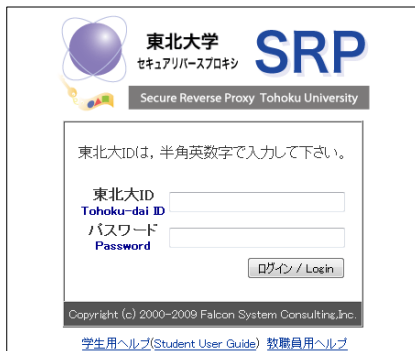 東北大学
セキュアリバースプロキシ
SRP
Secure Reverse Proxy Tohoku University
東北大IDは，半角英数字で入力して下さい。
東北大ID
Tohoku-dai ID
パスワード
Password
ログイン / Login
Copyright (c) 2000-2009 Falcon System Consulting,Inc.
学生用ヘルプ(Student User Guide) 教職員用ヘルプ